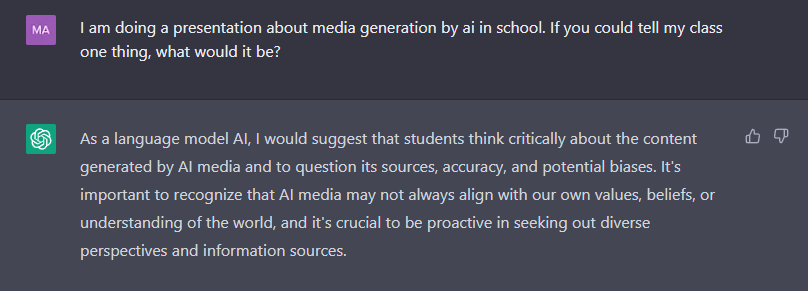 MA
I am doing a presentation about media generation by ai in school. If you could tell my class
one thing, what would it be?
As a language model AI, I would suggest that students think critically about the content
generated by AI media and to question its sources, accuracy, and potential biases. It's
important to recognize that AI media may not always align with our own values, beliefs, or
understanding of the world, and it's crucial to be proactive in seeking out diverse
perspectives and information sources.